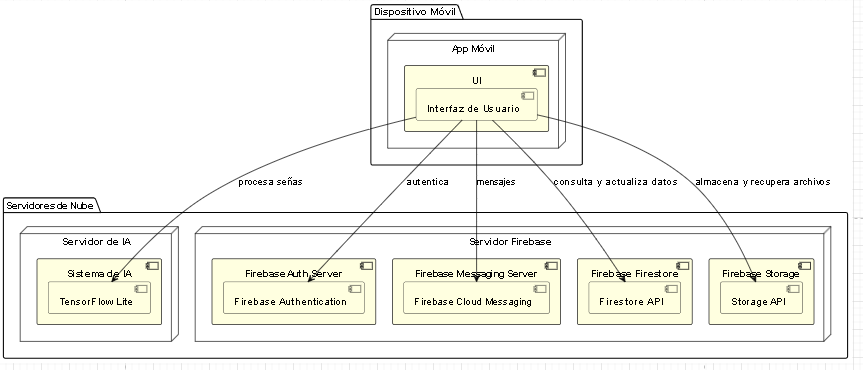 Dispositivo Móvil
App Móvil
UI
Interfaz de Usuario
procesa señas
autentica
mensajes
consulta y actualiza datos
almacena y recupera archivos
Servidores de Nube
Servidor de IA
Servidor Firebase
Sistema de IA
Firebase Auth Server
Firebase Messaging Server
Firebase Firestore
Firebase Storage
TensorFlow Lite
Firebase Authentication
Firebase Cloud Messaging
Firestore API
Storage API